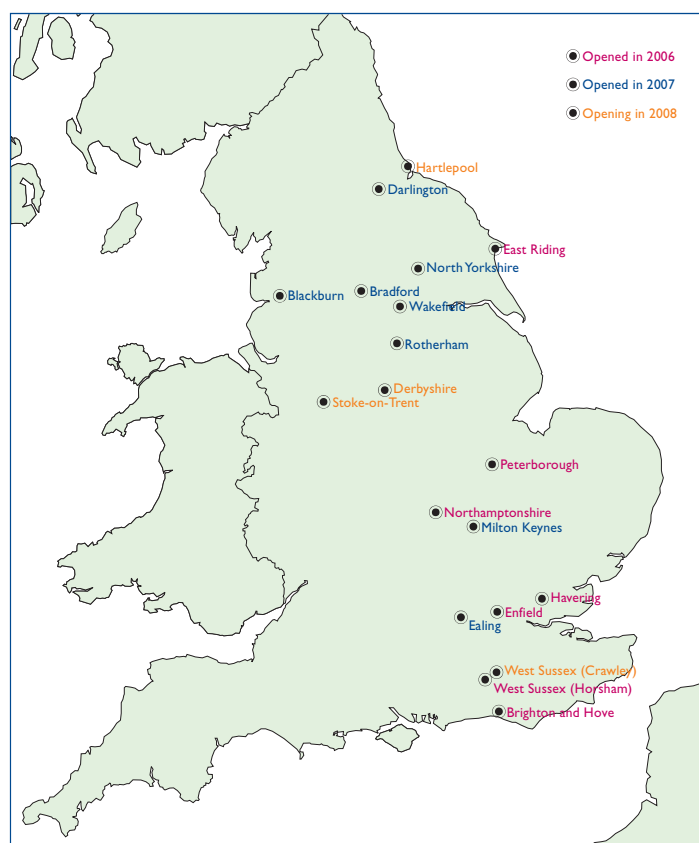 Opened in 2006
Opened in 2007
Opening in 2008
Hartlepool
Darlington
East Riding
North Yorkshire
Bradford
Blackburn
Wakefield
Rotherham
Derbyshire
Stoke-on-Trent
Peterborough
Northamptonshire
Milton Keynes
Havering
Enfield
Ealing
West Sussex (Crawley)
West Sussex (Horsham)
Brighton and Hove